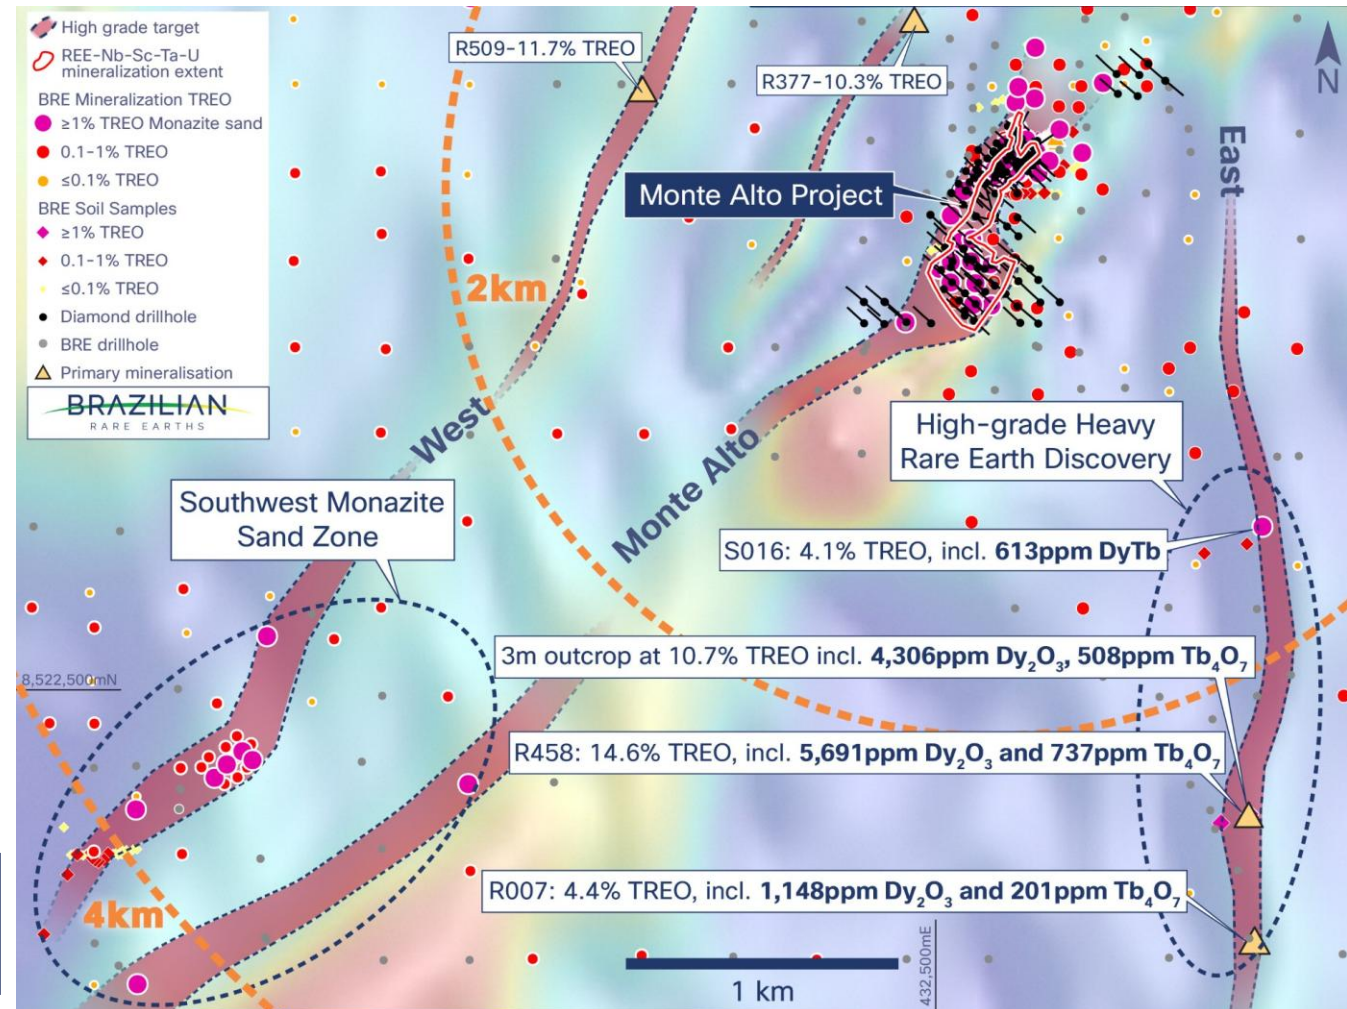 High grade target
REE-Nb-Sc-Ta-U
mineralization extent
BRE Mineralization TREO
≥1% TREO Monazite sand
0.1-1% TREO
≤0.1% TREO
BRE Soil Samples
≥1% TREO
0.1-1% TREO
≤0.1% TREO
Diamond drillhole
BRE drillhole
Primary mineralisation
BRAZILIAN
RARE EARTHS
R509-11.7% TREO
R377-10.3% TREO
N
East
Monte Alto Project
2km
West
Monte Alto
High-grade Heavy
Rare Earth Discovery
Southwest Monazite
Sand Zone
S016: 4.1% TREO, incl. 613ppm DyTb
3m outcrop at 10.7% TREO incl. 4,306ppm Dy₂O₃, 508ppm Tb₄O₇
8,522,500mN
R458: 14.6% TREO, incl. 5,691ppm Dy₂O₃ and 737ppm Tb₄O₇
R007: 4.4% TREO, incl. 1,148ppm Dy₂O₃ and 201ppm Tb₄O₇
4km
432,500mE
1 km